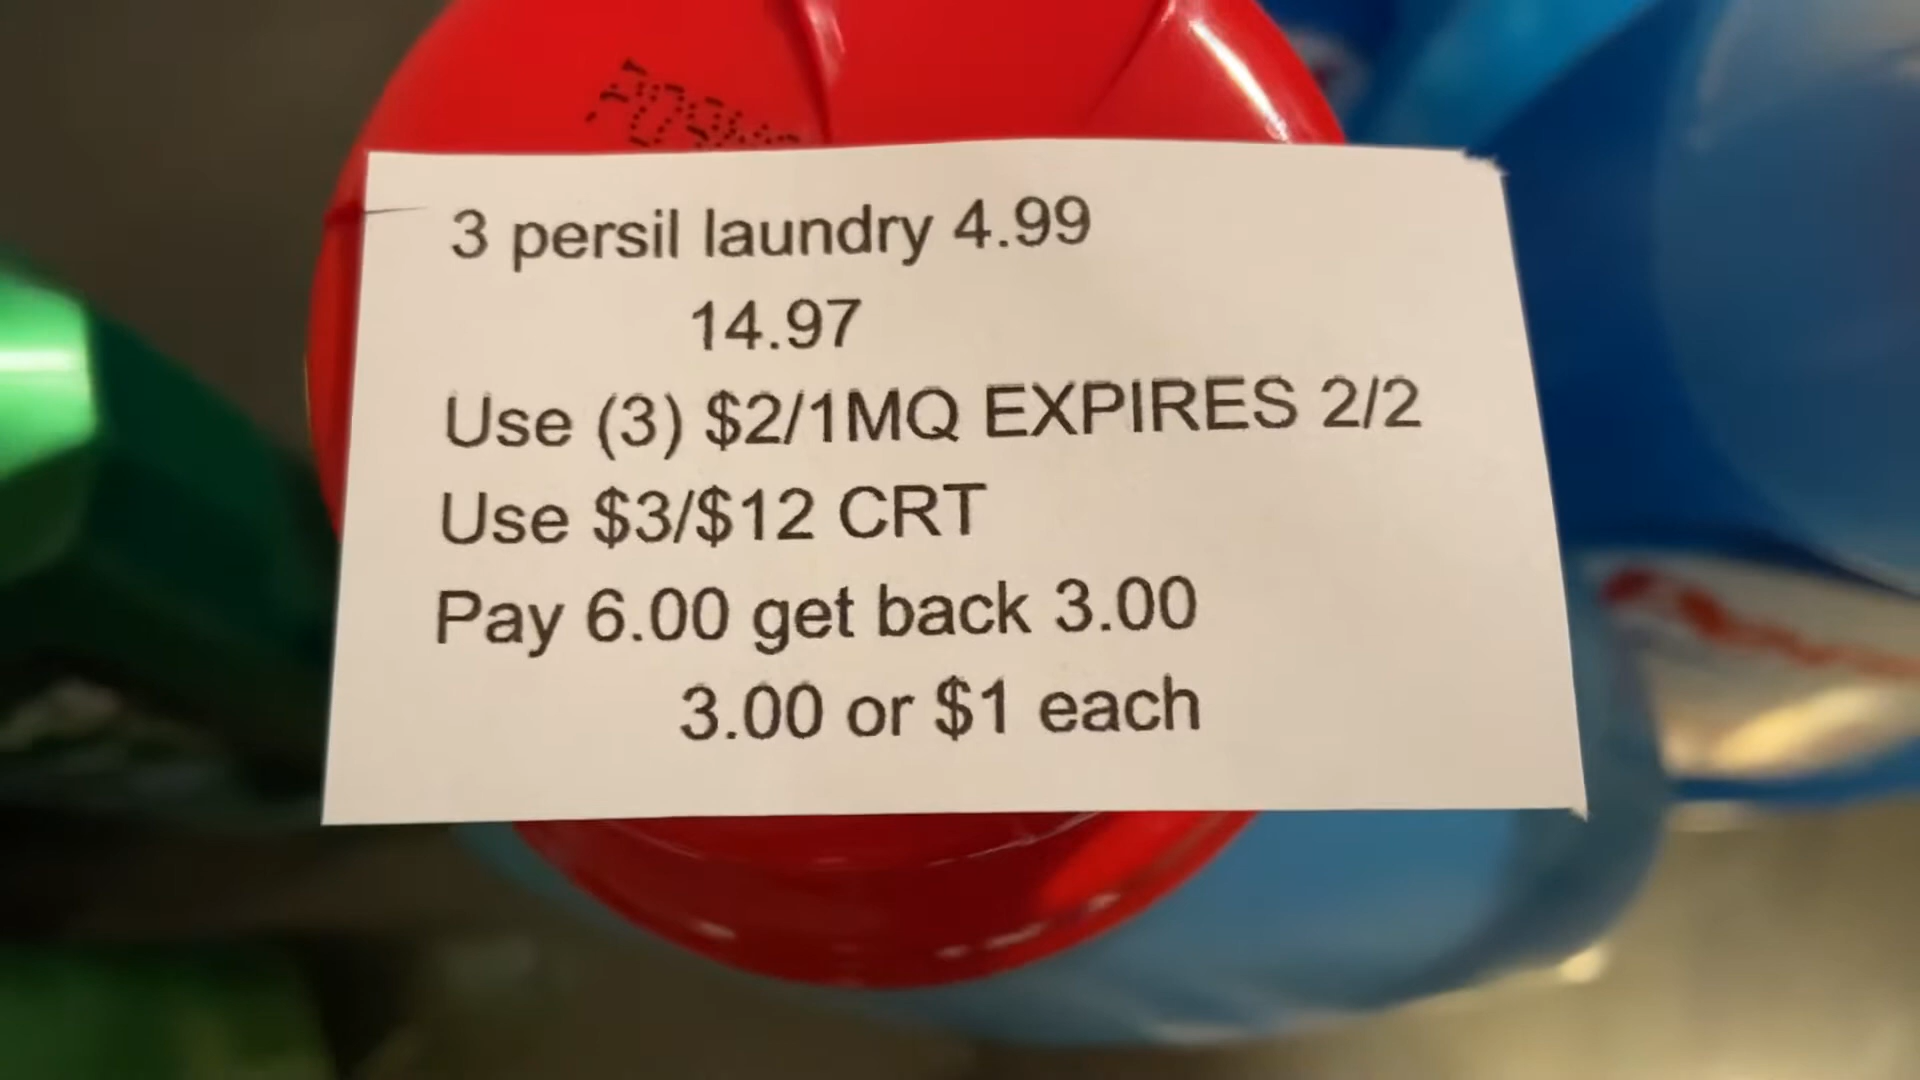 3 persil laundry 4.99
14.97
Use (3) $2/1MQ EXPIRES 2/2
Use $3/$12 CRT
Pay 6.00 get back 3.00
3.00 or $1 each